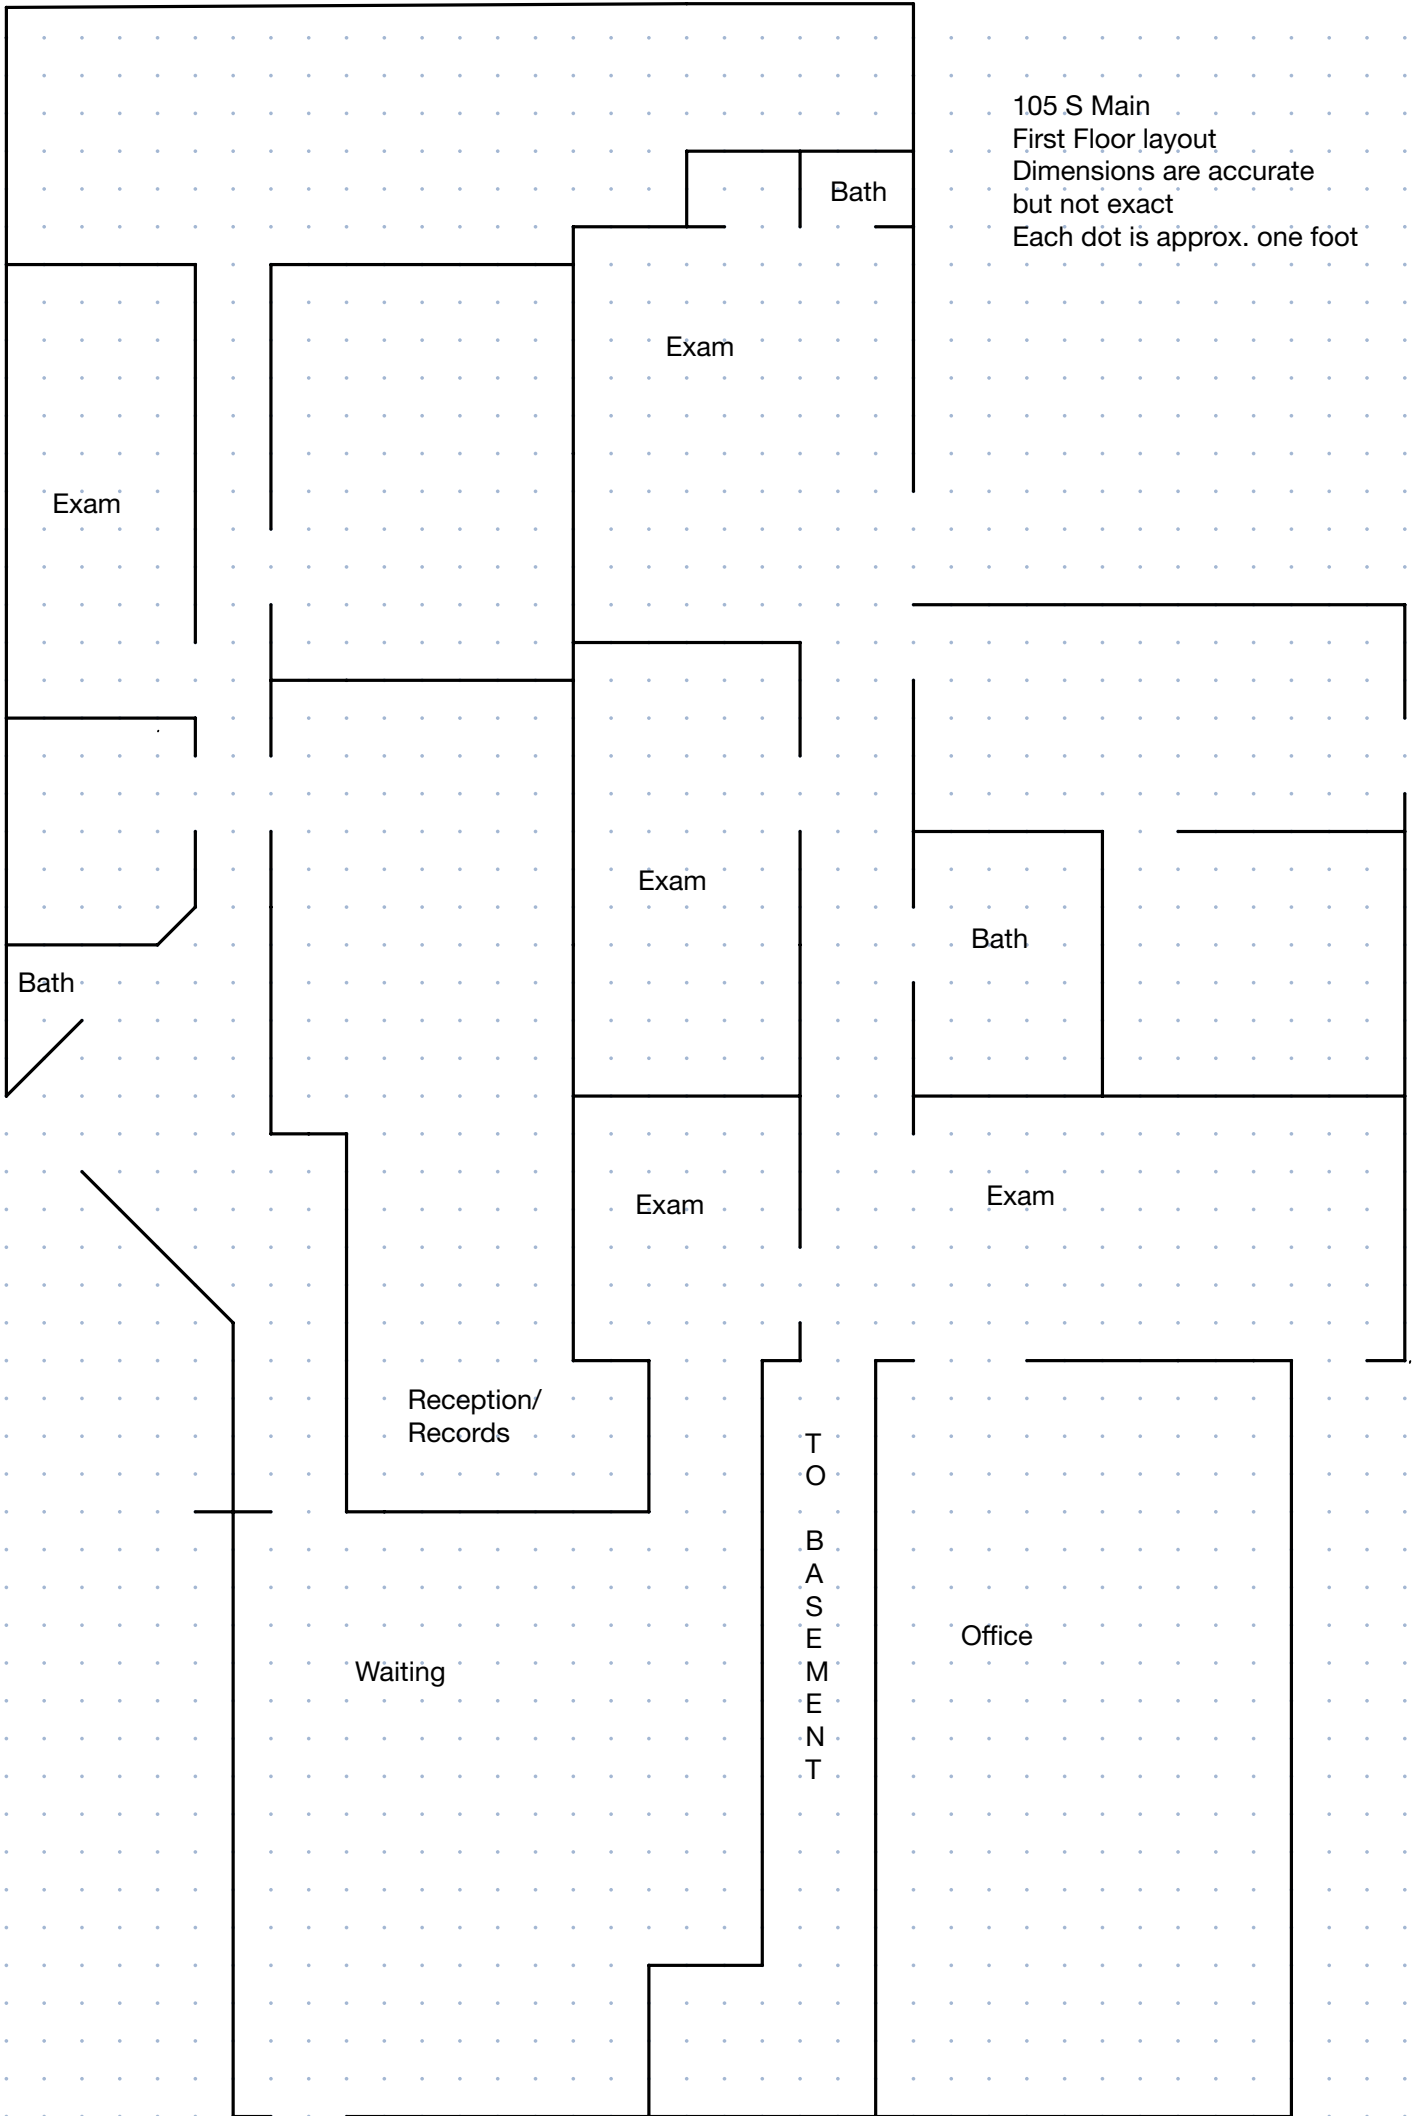 105 S Main
First Floor layout
Dimensions are accurate
but not exact
Each dot is approx. one foot
Bath
Exam
Exam
Exam
Bath
Bath
Exam
Exam
Reception/
Records
T
O
B
A
S
E
M
E
N
T
Office
Waiting